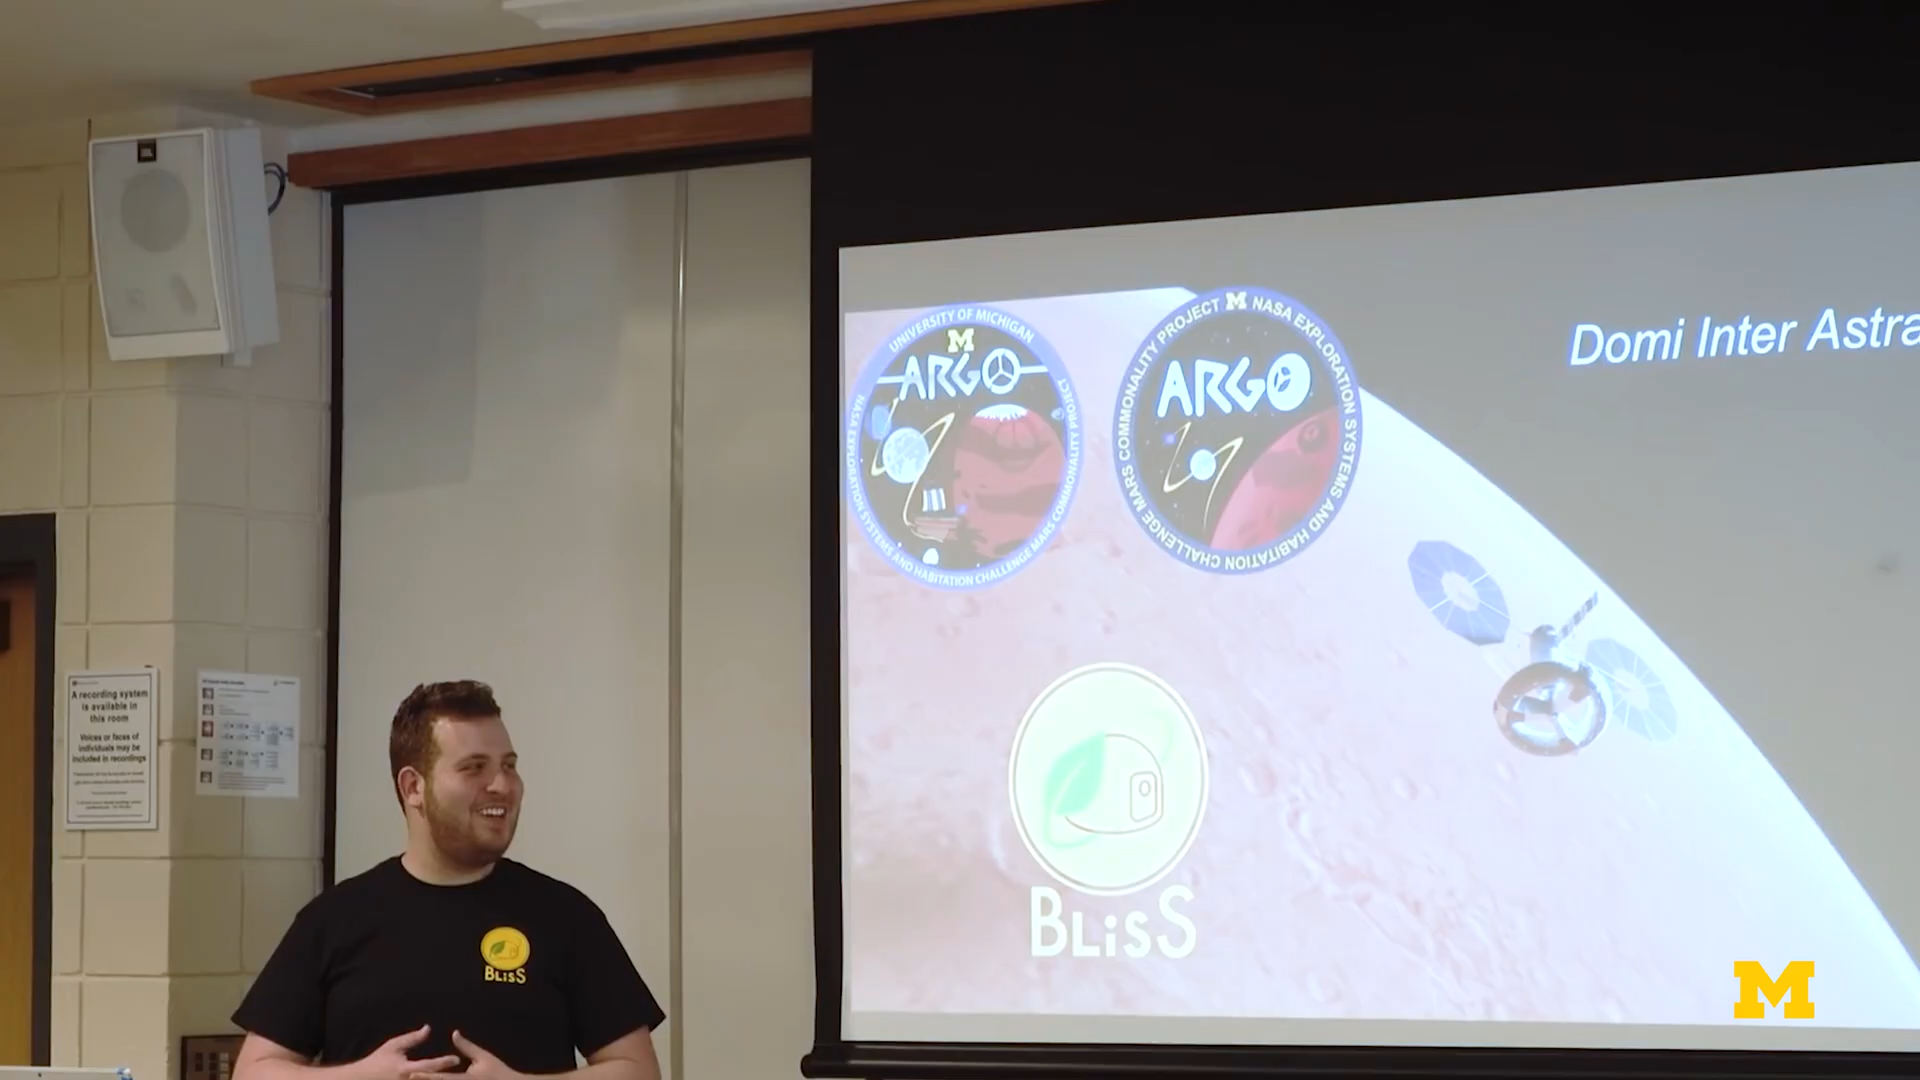 JBL
UNIVERSITY OF MICHIGAN
M
ARGO
NASA EXPLORATION SYSTEMS AND HABITATION CHALLENGE MARS COMMONALITY PROJECT
M NASA EXPLORATION SYSTEMS AND HABITATION CHALLENGE MARS COMMONALITY PROJECT
ARGO
Domi Inter Astra
BLisS
A recording system
is available in
this room
Voices or faces of
individuals may be
included in recordings
BLisS
M